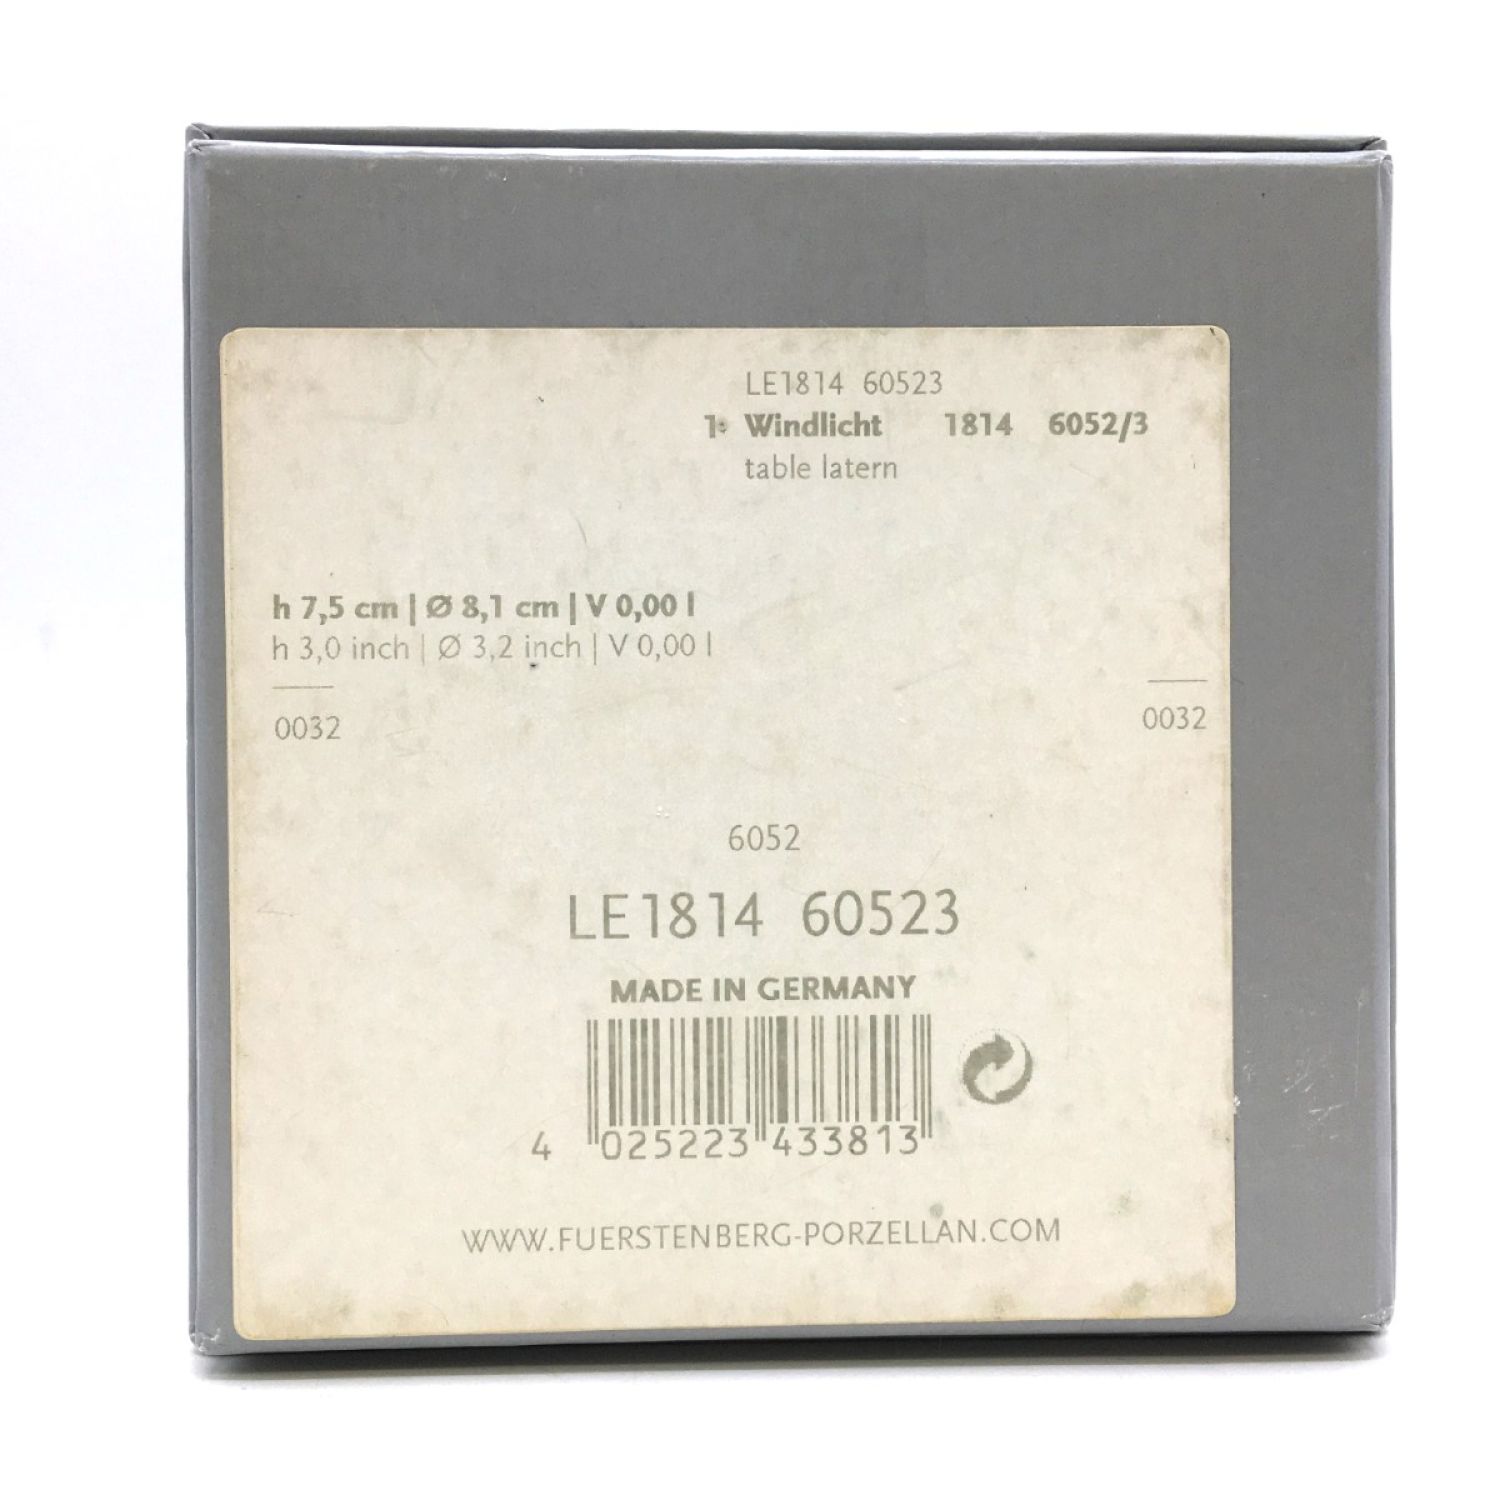 LE1814 60523
1 Windlicht 1814 6052/3
table latern
h 7,5 cm | Ø 8,1 cm | V 0,00 l
h 3,0 inch | Ø 3,2 inch | V 0,00 l
0032 0032
6052
LE1814 60523
MADE IN GERMANY
4 025223 433813
WWW.FUERSTENBERG-PORZELLAN.COM